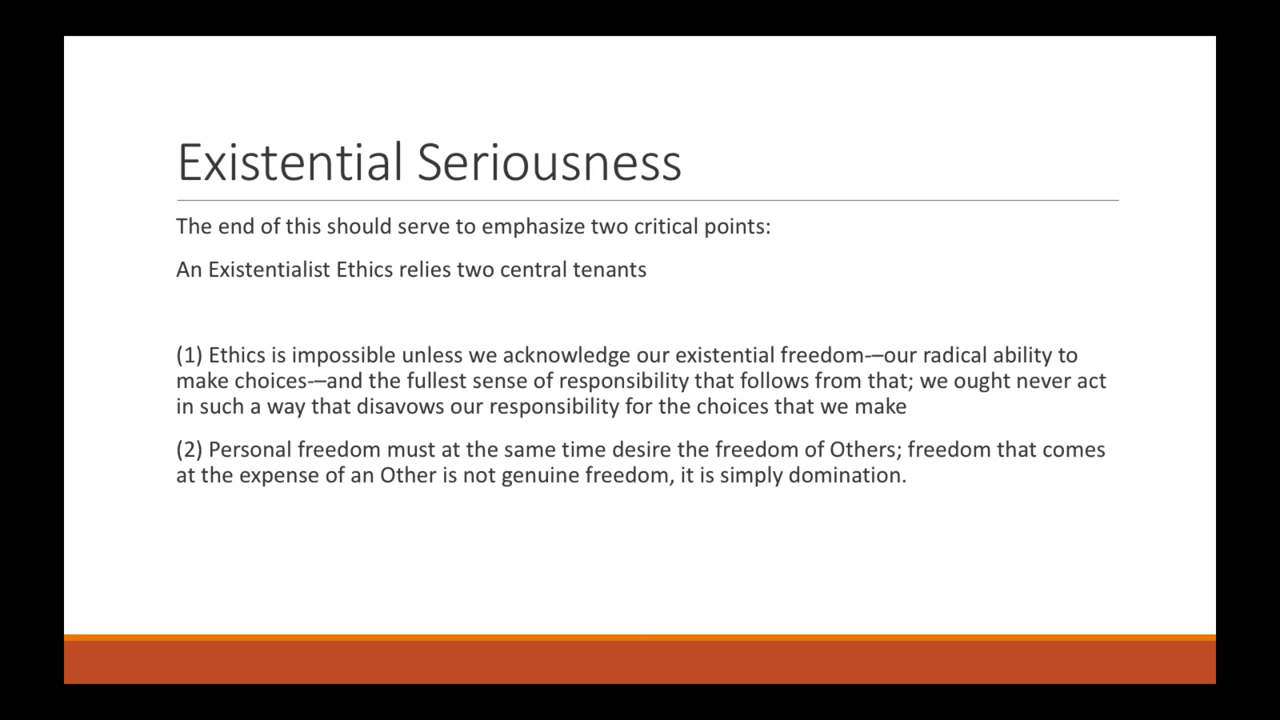 Existential Seriousness
The end of this should serve to emphasize two critical points:
An Existentialist Ethics relies two central tenants
(1) Ethics is impossible unless we acknowledge our existential freedom-–our radical ability to
make choices-–and the fullest sense of responsibility that follows from that; we ought never act
in such a way that disavows our responsibility for the choices that we make
(2) Personal freedom must at the same time desire the freedom of Others; freedom that comes
at the expense of an Other is not genuine freedom, it is simply domination.